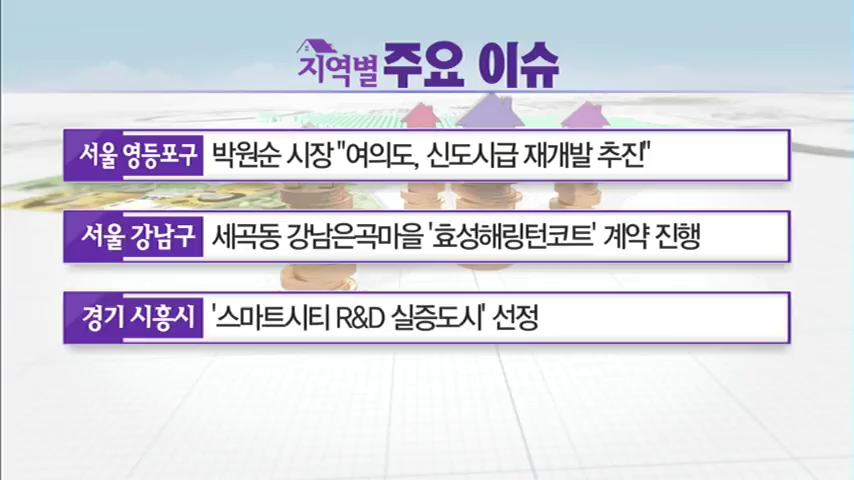 지역별 주요 이슈
서울 영등포구 박원순 시장 "여의도, 신도시급 재개발 추진"
서울 강남구 세곡동 강남은곡마을 '효성해링턴코트' 계약 진행
경기 시흥시 '스마트시티 R&D 실증도시' 선정